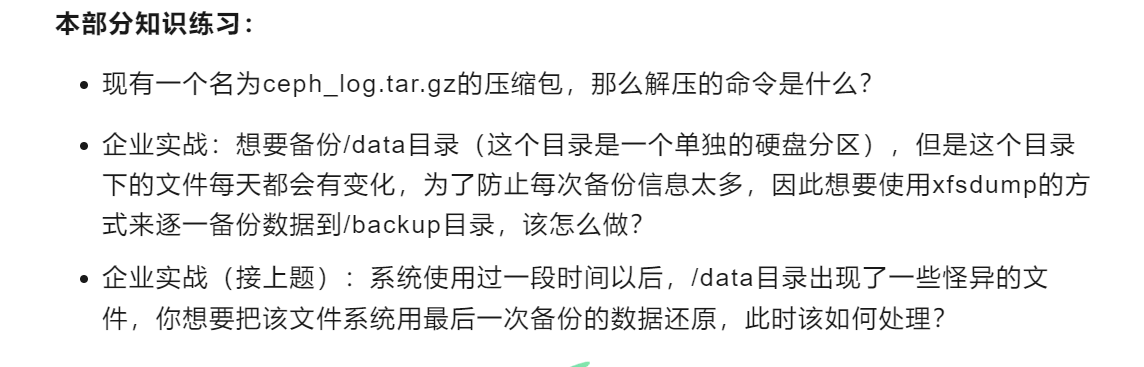 本部分知识练习：
现有一个名为ceph_log.tar.gz的压缩包，那么解压的命令是什么？
企业实战：想要备份/data目录（这个目录是一个单独的硬盘分区），但是这个目录
下的文件每天都会有变化，为了防止每次备份信息太多，因此想要使用xfsdump的方
式来逐一备份数据到/backup目录，该怎么做？
企业实战（接上题）：系统使用过一段时间以后，/data目录出现了一些怪异的文
件，你想要把该文件系统用最后一次备份的数据还原，此时该如何处理？